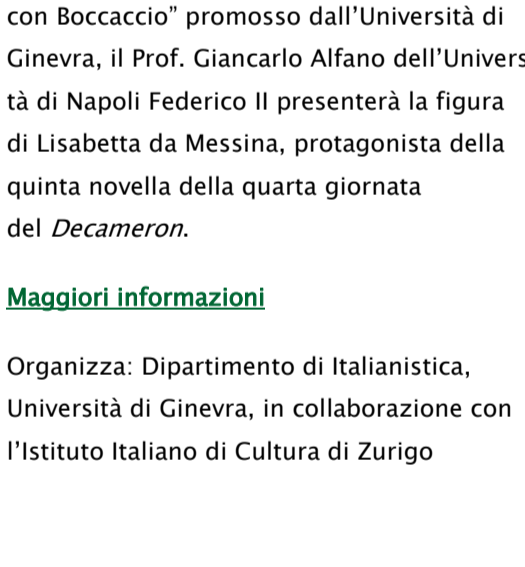 con Boccaccio” promosso dall’Università di
Ginevra, il Prof. Giancarlo Alfano dell’Univers
tà di Napoli Federico II presenterà la figura
di Lisabetta da Messina, protagonista della
quinta novella della quarta giornata
del Decameron.
Maggiori informazioni
Organizza: Dipartimento di Italianistica,
Università di Ginevra, in collaborazione con
l’Istituto Italiano di Cultura di Zurigo